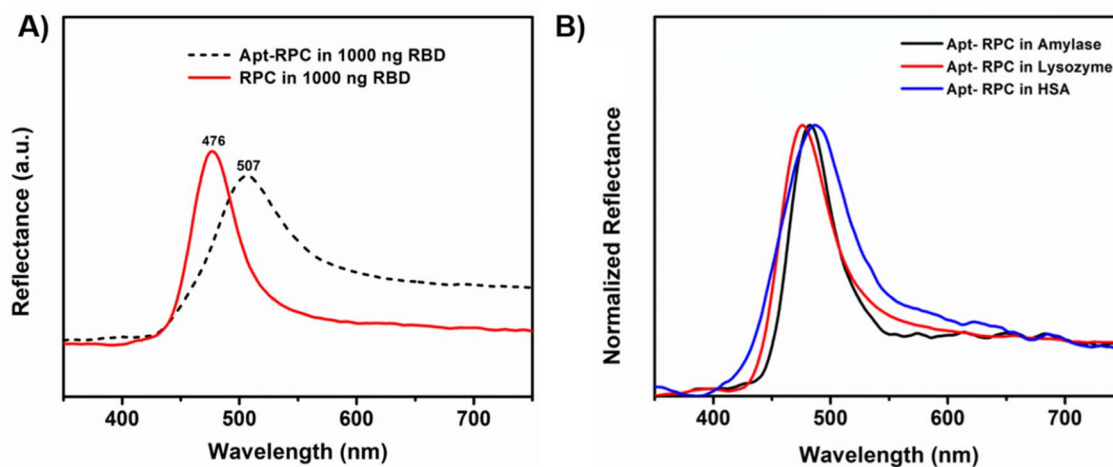 A)
Apt-RPC in 1000 ng RBD
RPC in 1000 ng RBD
476
507
Reflectance (a.u.)
400
500
600
700
Wavelength (nm)
B)
Apt- RPC in Amylase
Apt- RPC in Lysozyme
Apt- RPC in HSA
Normalized Reflectance
400
500
600
700
Wavelength (nm)